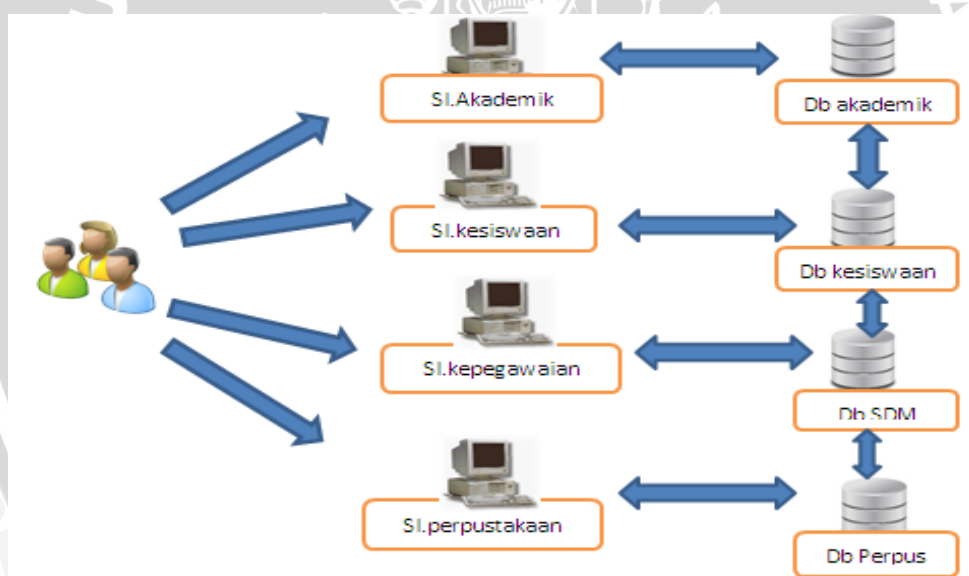 SI.Akademik
Db akademik
SI.kesiswaan
Db kesiswaan
SI.kepegawaian
Db SDM
SI.perpustakaan
Db Perpus